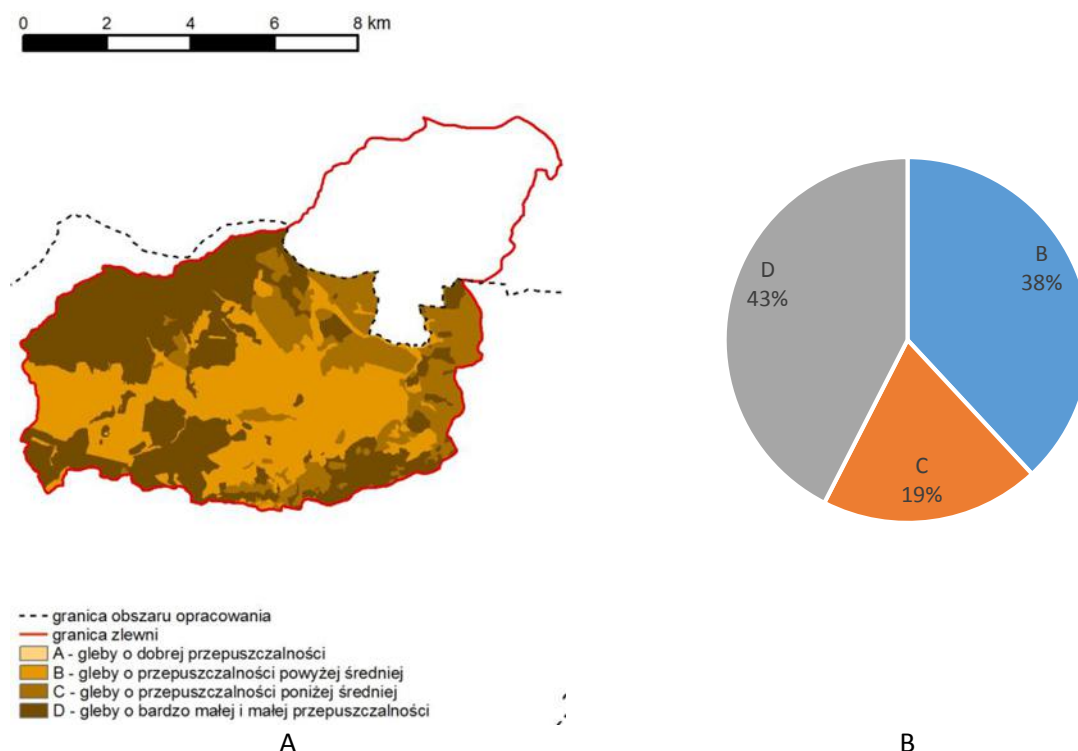 0 2 4 6 8 km
B
38%
D
43%
C
19%
granica obszaru opracowania
granica zlewni
A - gleby o dobrej przepuszczalności
B - gleby o przepuszczalności powyżej średniej
C - gleby o przepuszczalności poniżej średniej
D - gleby o bardzo małej i małej przepuszczalności
A
B